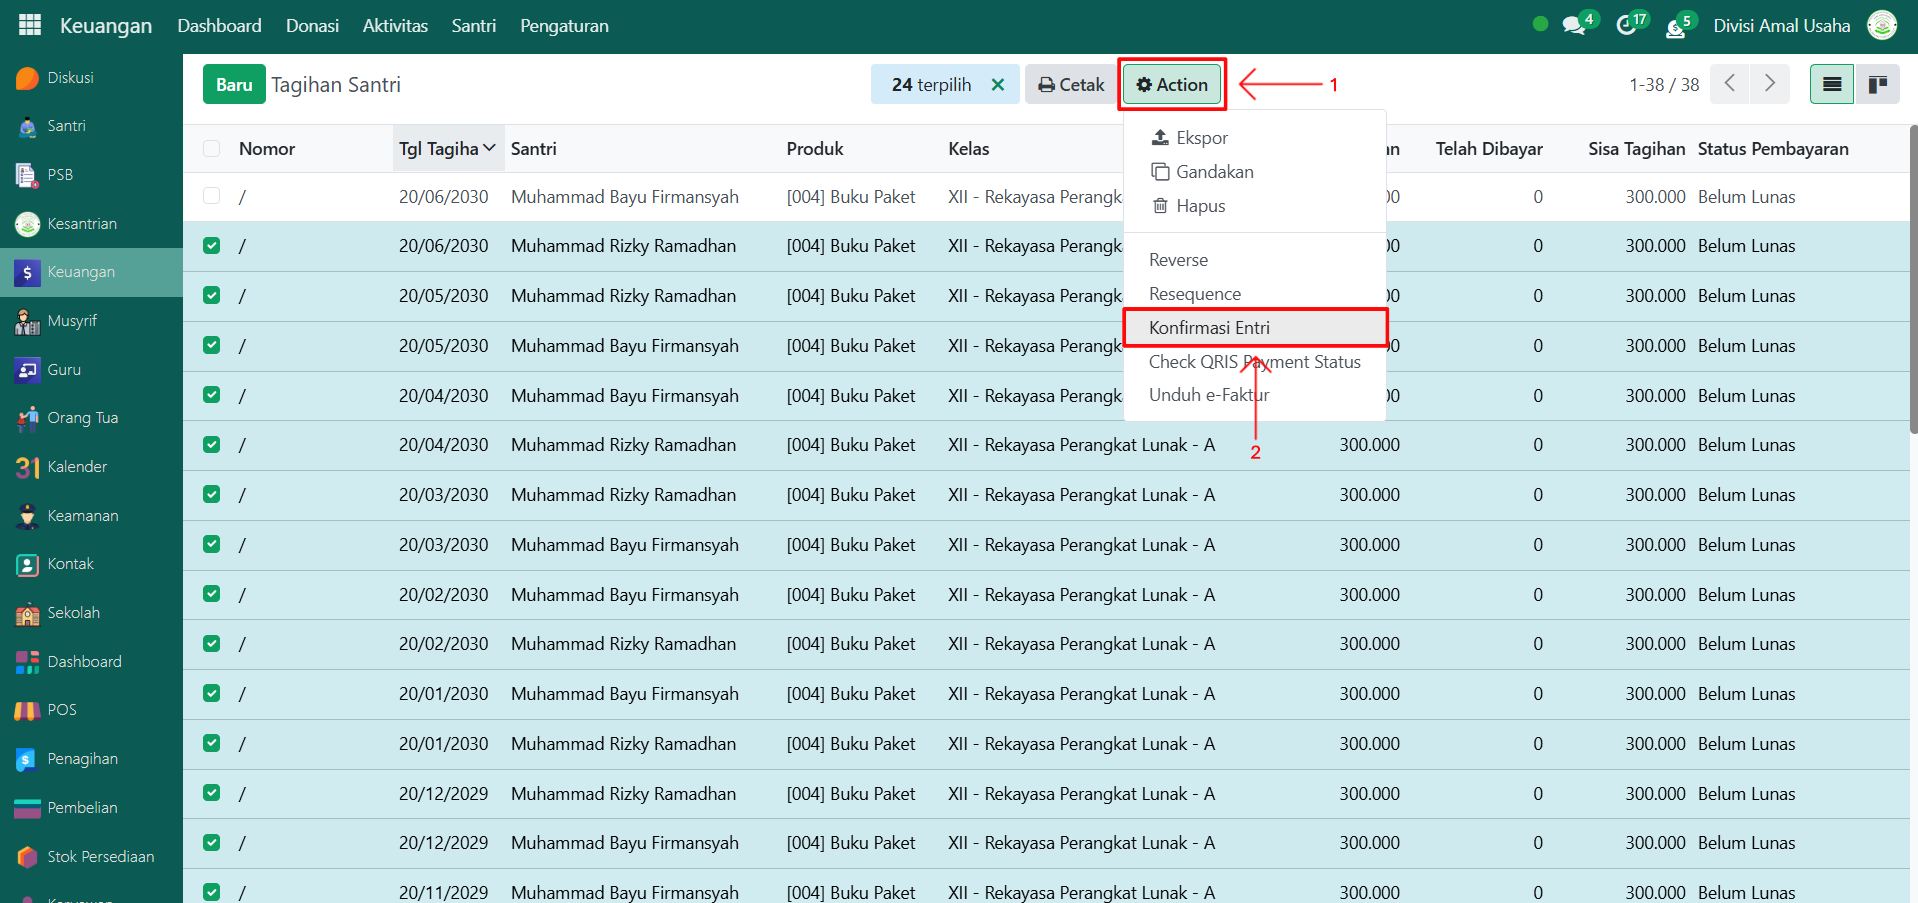 Keuangan Dashboard Donasi Aktivitas Santri Pengaturan 4 17 5 Divisi Amal Usaha
Diskusi
Santri
PSB
Kesantrian
Keuangan
Musyrif
Guru
Orang Tua
31 Kalender
Keamanan
Kontak
Sekolah
Dashboard
POS
Penagihan
Pembelian
Stok Persediaan
Baru Tagihan Santri 24 terpilih Cetak Action 1 1-38 / 38
Ekspor
Gandakan
Hapus
Reverse
Resequence
Konfirmasi Entri
Check QRIS Payment Status
Unduh e-Faktur
2
Nomor Tgl Tagiha Santri Produk Kelas an Telah Dibayar Sisa Tagihan Status Pembayaran
/ 20/06/2030 Muhammad Bayu Firmansyah [004] Buku Paket XII - Rekayasa Perangka 00 0 300.000 Belum Lunas
/ 20/06/2030 Muhammad Rizky Ramadhan [004] Buku Paket XII - Rekayasa Perangka 00 0 300.000 Belum Lunas
/ 20/05/2030 Muhammad Rizky Ramadhan [004] Buku Paket XII - Rekayasa Perangka 00 0 300.000 Belum Lunas
/ 20/05/2030 Muhammad Bayu Firmansyah [004] Buku Paket XII - Rekayasa Perangka 00 0 300.000 Belum Lunas
/ 20/04/2030 Muhammad Bayu Firmansyah [004] Buku Paket XII - Rekayasa Perangka 00 0 300.000 Belum Lunas
/ 20/04/2030 Muhammad Rizky Ramadhan [004] Buku Paket XII - Rekayasa Perangkat Lunak - A 300.000 0 300.000 Belum Lunas
/ 20/03/2030 Muhammad Rizky Ramadhan [004] Buku Paket XII - Rekayasa Perangkat Lunak - A 300.000 0 300.000 Belum Lunas
/ 20/03/2030 Muhammad Bayu Firmansyah [004] Buku Paket XII - Rekayasa Perangkat Lunak - A 300.000 0 300.000 Belum Lunas
/ 20/02/2030 Muhammad Bayu Firmansyah [004] Buku Paket XII - Rekayasa Perangkat Lunak - A 300.000 0 300.000 Belum Lunas
/ 20/02/2030 Muhammad Rizky Ramadhan [004] Buku Paket XII - Rekayasa Perangkat Lunak - A 300.000 0 300.000 Belum Lunas
/ 20/01/2030 Muhammad Bayu Firmansyah [004] Buku Paket XII - Rekayasa Perangkat Lunak - A 300.000 0 300.000 Belum Lunas
/ 20/01/2030 Muhammad Rizky Ramadhan [004] Buku Paket XII - Rekayasa Perangkat Lunak - A 300.000 0 300.000 Belum Lunas
/ 20/12/2029 Muhammad Rizky Ramadhan [004] Buku Paket XII - Rekayasa Perangkat Lunak - A 300.000 0 300.000 Belum Lunas
/ 20/12/2029 Muhammad Bayu Firmansyah [004] Buku Paket XII - Rekayasa Perangkat Lunak - A 300.000 0 300.000 Belum Lunas
/ 20/11/2029 Muhammad Bayu Firmansyah [004] Buku Paket XII - Rekayasa Perangkat Lunak - A 300.000 0 300.000 Belum Lunas